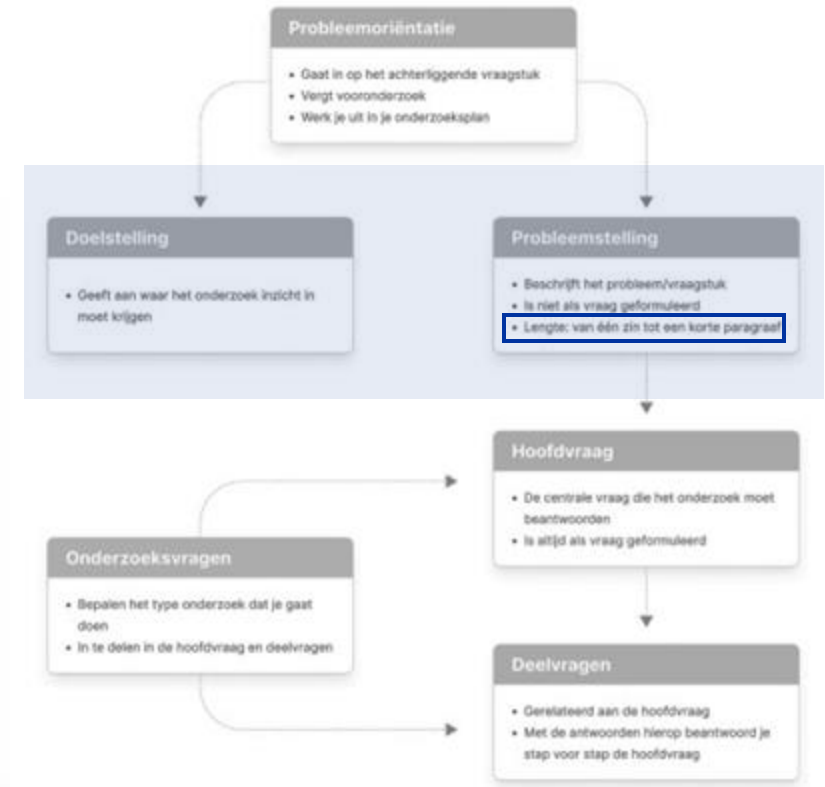 Probleemoriëntatie
• Gaat in op het achterliggende vraagstuk
• Vergt vooronderzoek
• Werk je uit in je onderzoeksplan
Doelstelling
• Geeft aan waar het onderzoek inzicht in
moet krijgen
Probleemstelling
• Beschrijft het probleem/vraagstuk
• Is niet als vraag geformuleerd
• Lengte: van één zin tot een korte paragraaf
Hoofdvraag
• De centrale vraag die het onderzoek moet
beantwoorden
• Is altijd als vraag geformuleerd
Onderzoeksvragen
• Bepalen het type onderzoek dat je gaat
doen
• In te delen in de hoofdvraag en deelvragen
Deelvragen
• Gerelateerd aan de hoofdvraag
• Met de antwoorden hierop beantwoord je
stap voor stap de hoofdvraag